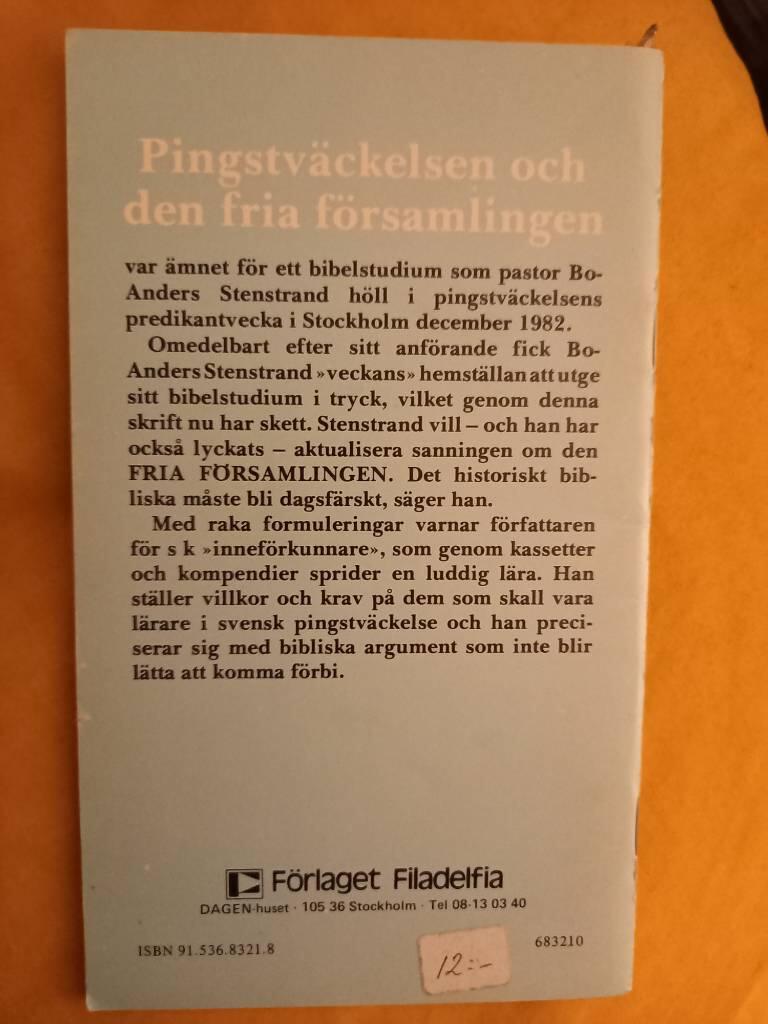 Pingstväckelsen och
den fria församlingen
var ämnet för ett bibelstudium som pastor Bo-
Anders Stenstrand höll i pingstväckelsens
predikantvecka i Stockholm december 1982.
Omedelbart efter sitt anförande fick Bo-
Anders Stenstrand »veckans» hemställan att utge
sitt bibelstudium i tryck, vilket genom denna
skrift nu har skett. Stenstrand vill – och han har
också lyckats – aktualisera sanningen om den
FRIA FÖRSAMLINGEN. Det historiskt bib-
liska måste bli dagsfärskt, säger han.
Med raka formuleringar varnar författaren
för s k »inneförkunnare», som genom kassetter
och kompendier sprider en luddig lära. Han
ställer villkor och krav på dem som skall vara
lärare i svensk pingstväckelse och han preci-
serar sig med bibliska argument som inte blir
lätta att komma förbi.
Förlaget Filadelfia
DAGEN-huset · 105 36 Stockholm · Tel 08-13 03 40
ISBN 91.536.8321.8
12:-
683210